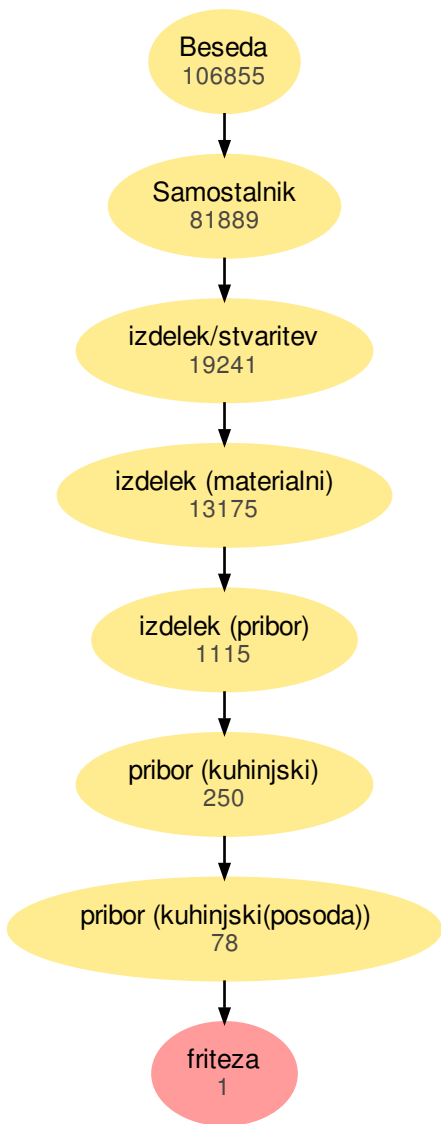 Beseda
106855
Samostalnik
81889
izdelek/stvaritev
19241
izdelek (materialni)
13175
izdelek (pribor)
1115
pribor (kuhinjski)
250
pribor (kuhinjski(posoda))
78
friteza
1